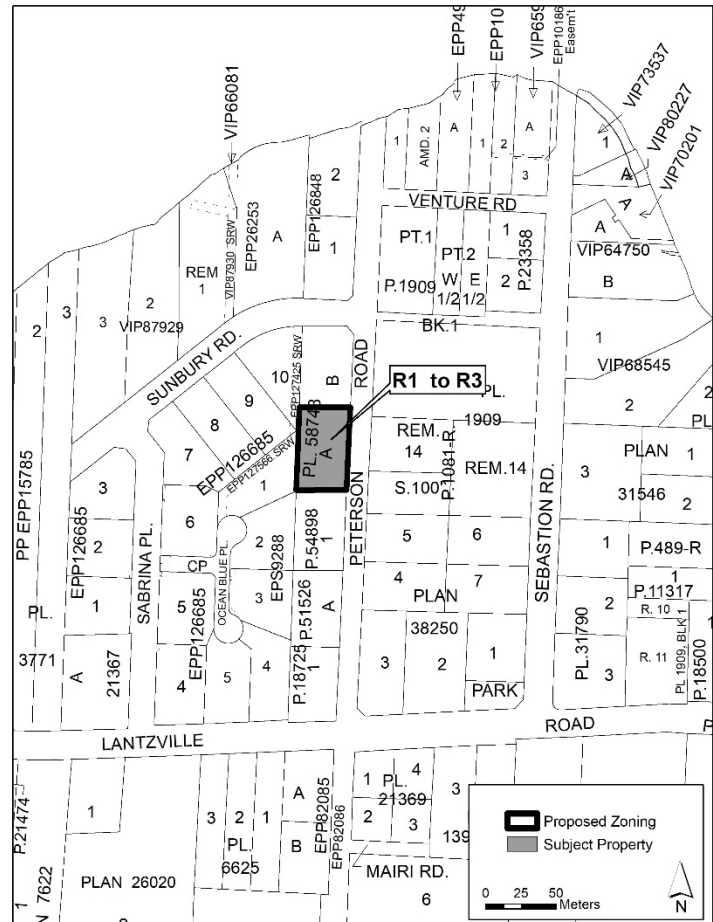 VIP66081
EPP49
EPP10
VIP659
EPP10186
Easem't
VIP73537
VIP80227
VIP70201
2
EPP126848
1
A
EPP26253
VIP87930 SRW
REM
1
2
VIP87929
3
3
2
1
AMD. 2
A
1
2
A
3
1
A
A
VENTURE RD
PT.1
P.1909
PT.2
W
1/2
E
1/2
1
2
P.23358
A
VIP64750
B
BK.1
SUNBURY RD.
ROAD
1
VIP68545
2
2
10
EPP127425 SRW
B
R1 to R3
PL.
1909
9
8
7
EPP126685
EPP127566 SRW
1
A
REM.
14
S.100
P.1081-R.
REM.14
3
PLAN
1
31546
2
PP EPP15785
3
EPP126685
2
1
SABRINA PL.
6
CP
OCEAN BLUE PL.
2
EPS9288
3
P.54898
1
PETERSON
5
6
4
PLAN
7
38250
SEBASTION RD.
1
P.489-R
1
P.11317
2
R. 10
R. 11
PL 1909, BLK 1
1
P.18500
PL.
3771
A
21367
5
EPP126685
4
5
4
P.51526
A
P.18725
1
3
2
1
PARK
PL.31790
3
LANTZVILLE
ROAD
P.21474
1
3
2
1
PL.
6625
A
B
EPP82085
EPP82086
1
4
PL.
21369
2
3
3
139
MAIRI RD.
6
1
7622
PLAN 26020
Proposed Zoning
Subject Property
0 25 50
Meters
N